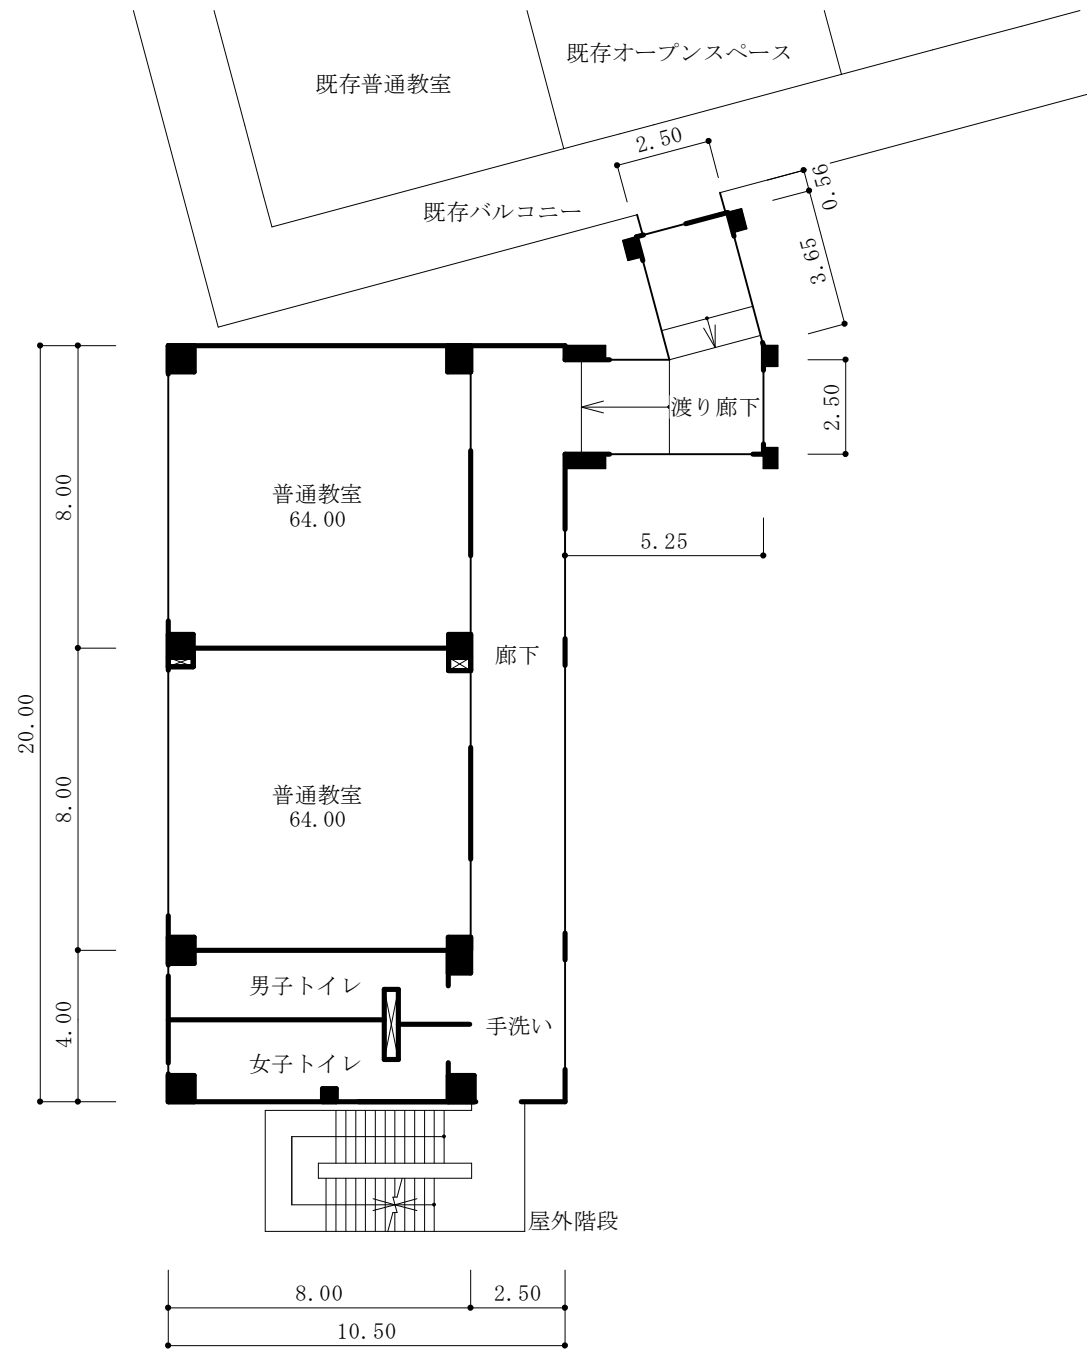 既存オープンスペース
既存普通教室
2.50
0.56
既存バルコニー
3.65
渡り廊下
2.50
8.00
普通教室
64.00
5.25
廊下
20.00
8.00
普通教室
64.00
男子トイレ
4.00
手洗い
女子トイレ
屋外階段
8.00
2.50
10.50